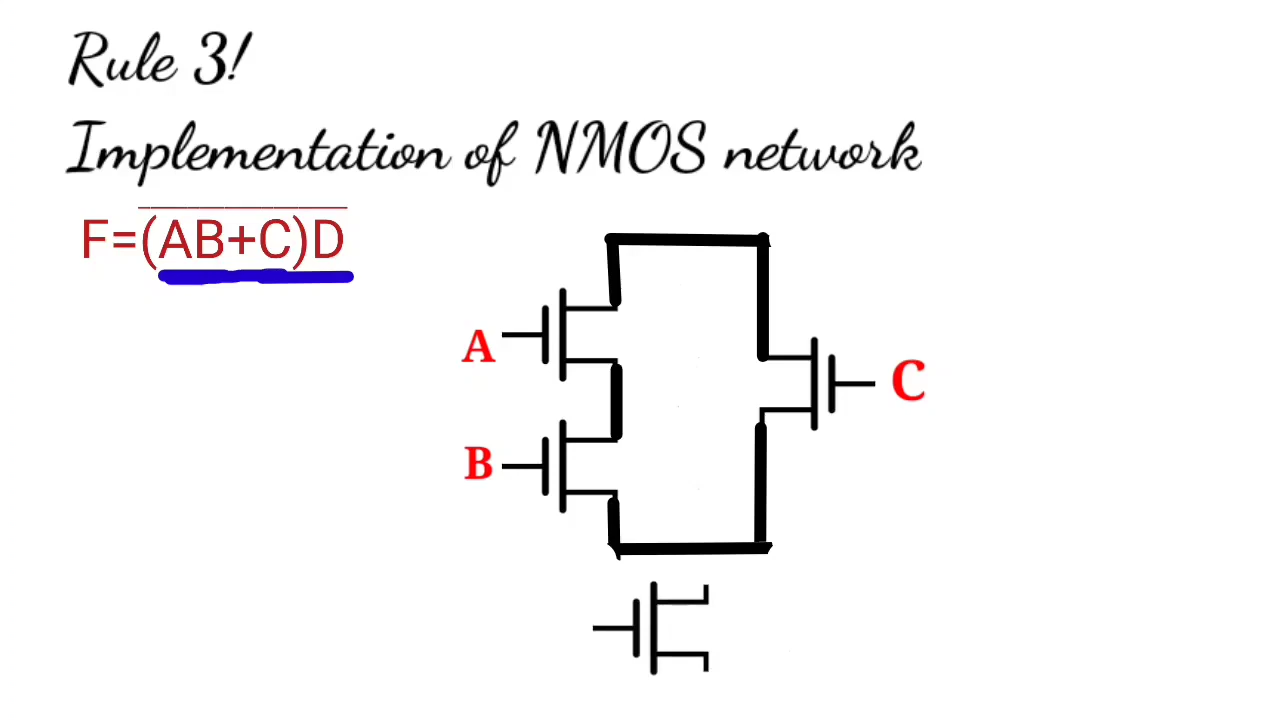 Rule 3!
Implementation of NMOS network
F=(AB+C)D
A
C
B